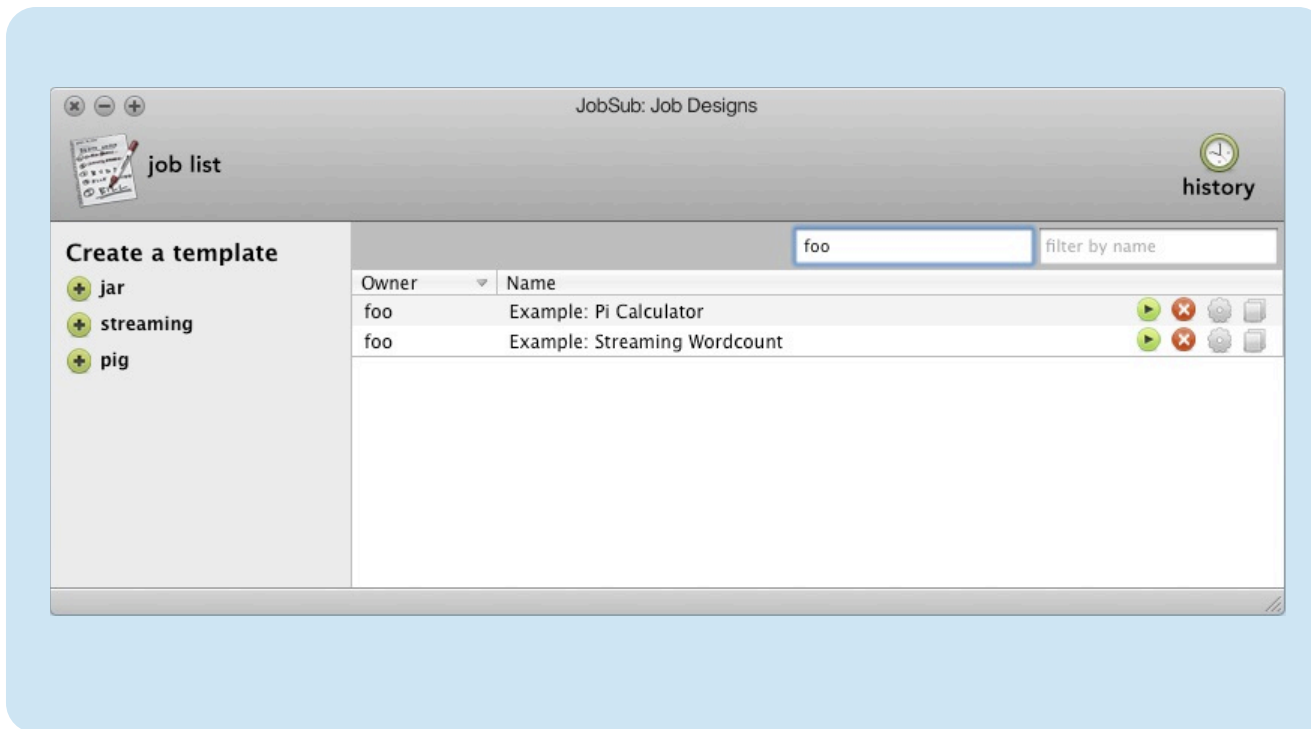 JobSub: Job Designs
job list
history
Create a template
jar
streaming
pig
foo
filter by name
Owner Name
foo Example: Pi Calculator
foo Example: Streaming Wordcount